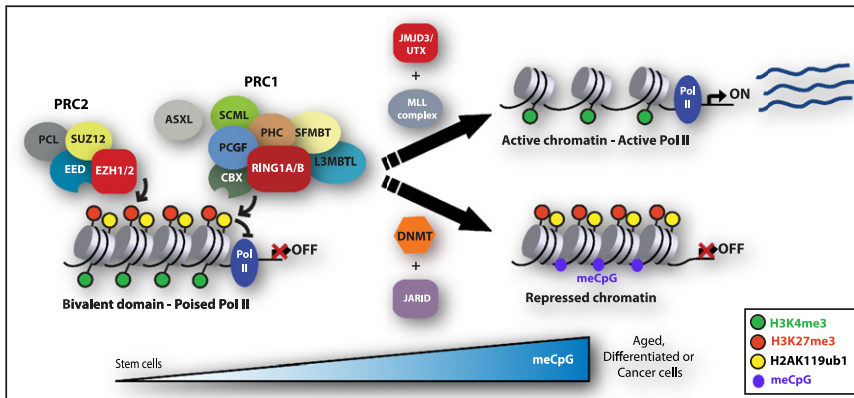 PRC2
PCL
SUZ12
EED
EZH1/2
PRC1
ASXL
SCML
PCGF
PHC
SFMBT
CBX
RING1A/B
L3MBTL
Pol
II
OFF
Bivalent domain - Poised Pol II
JMJD3/
UTX
+
MLL
complex
DNMT
+
JARID
Pol
II
ON
Active chromatin - Active Pol II
OFF
meCpG
Repressed chromatin
Stem cells
meCpG
Aged,
Differentiated or
Cancer cells
H3K4me3
H3K27me3
H2AK119ub1
meCpG